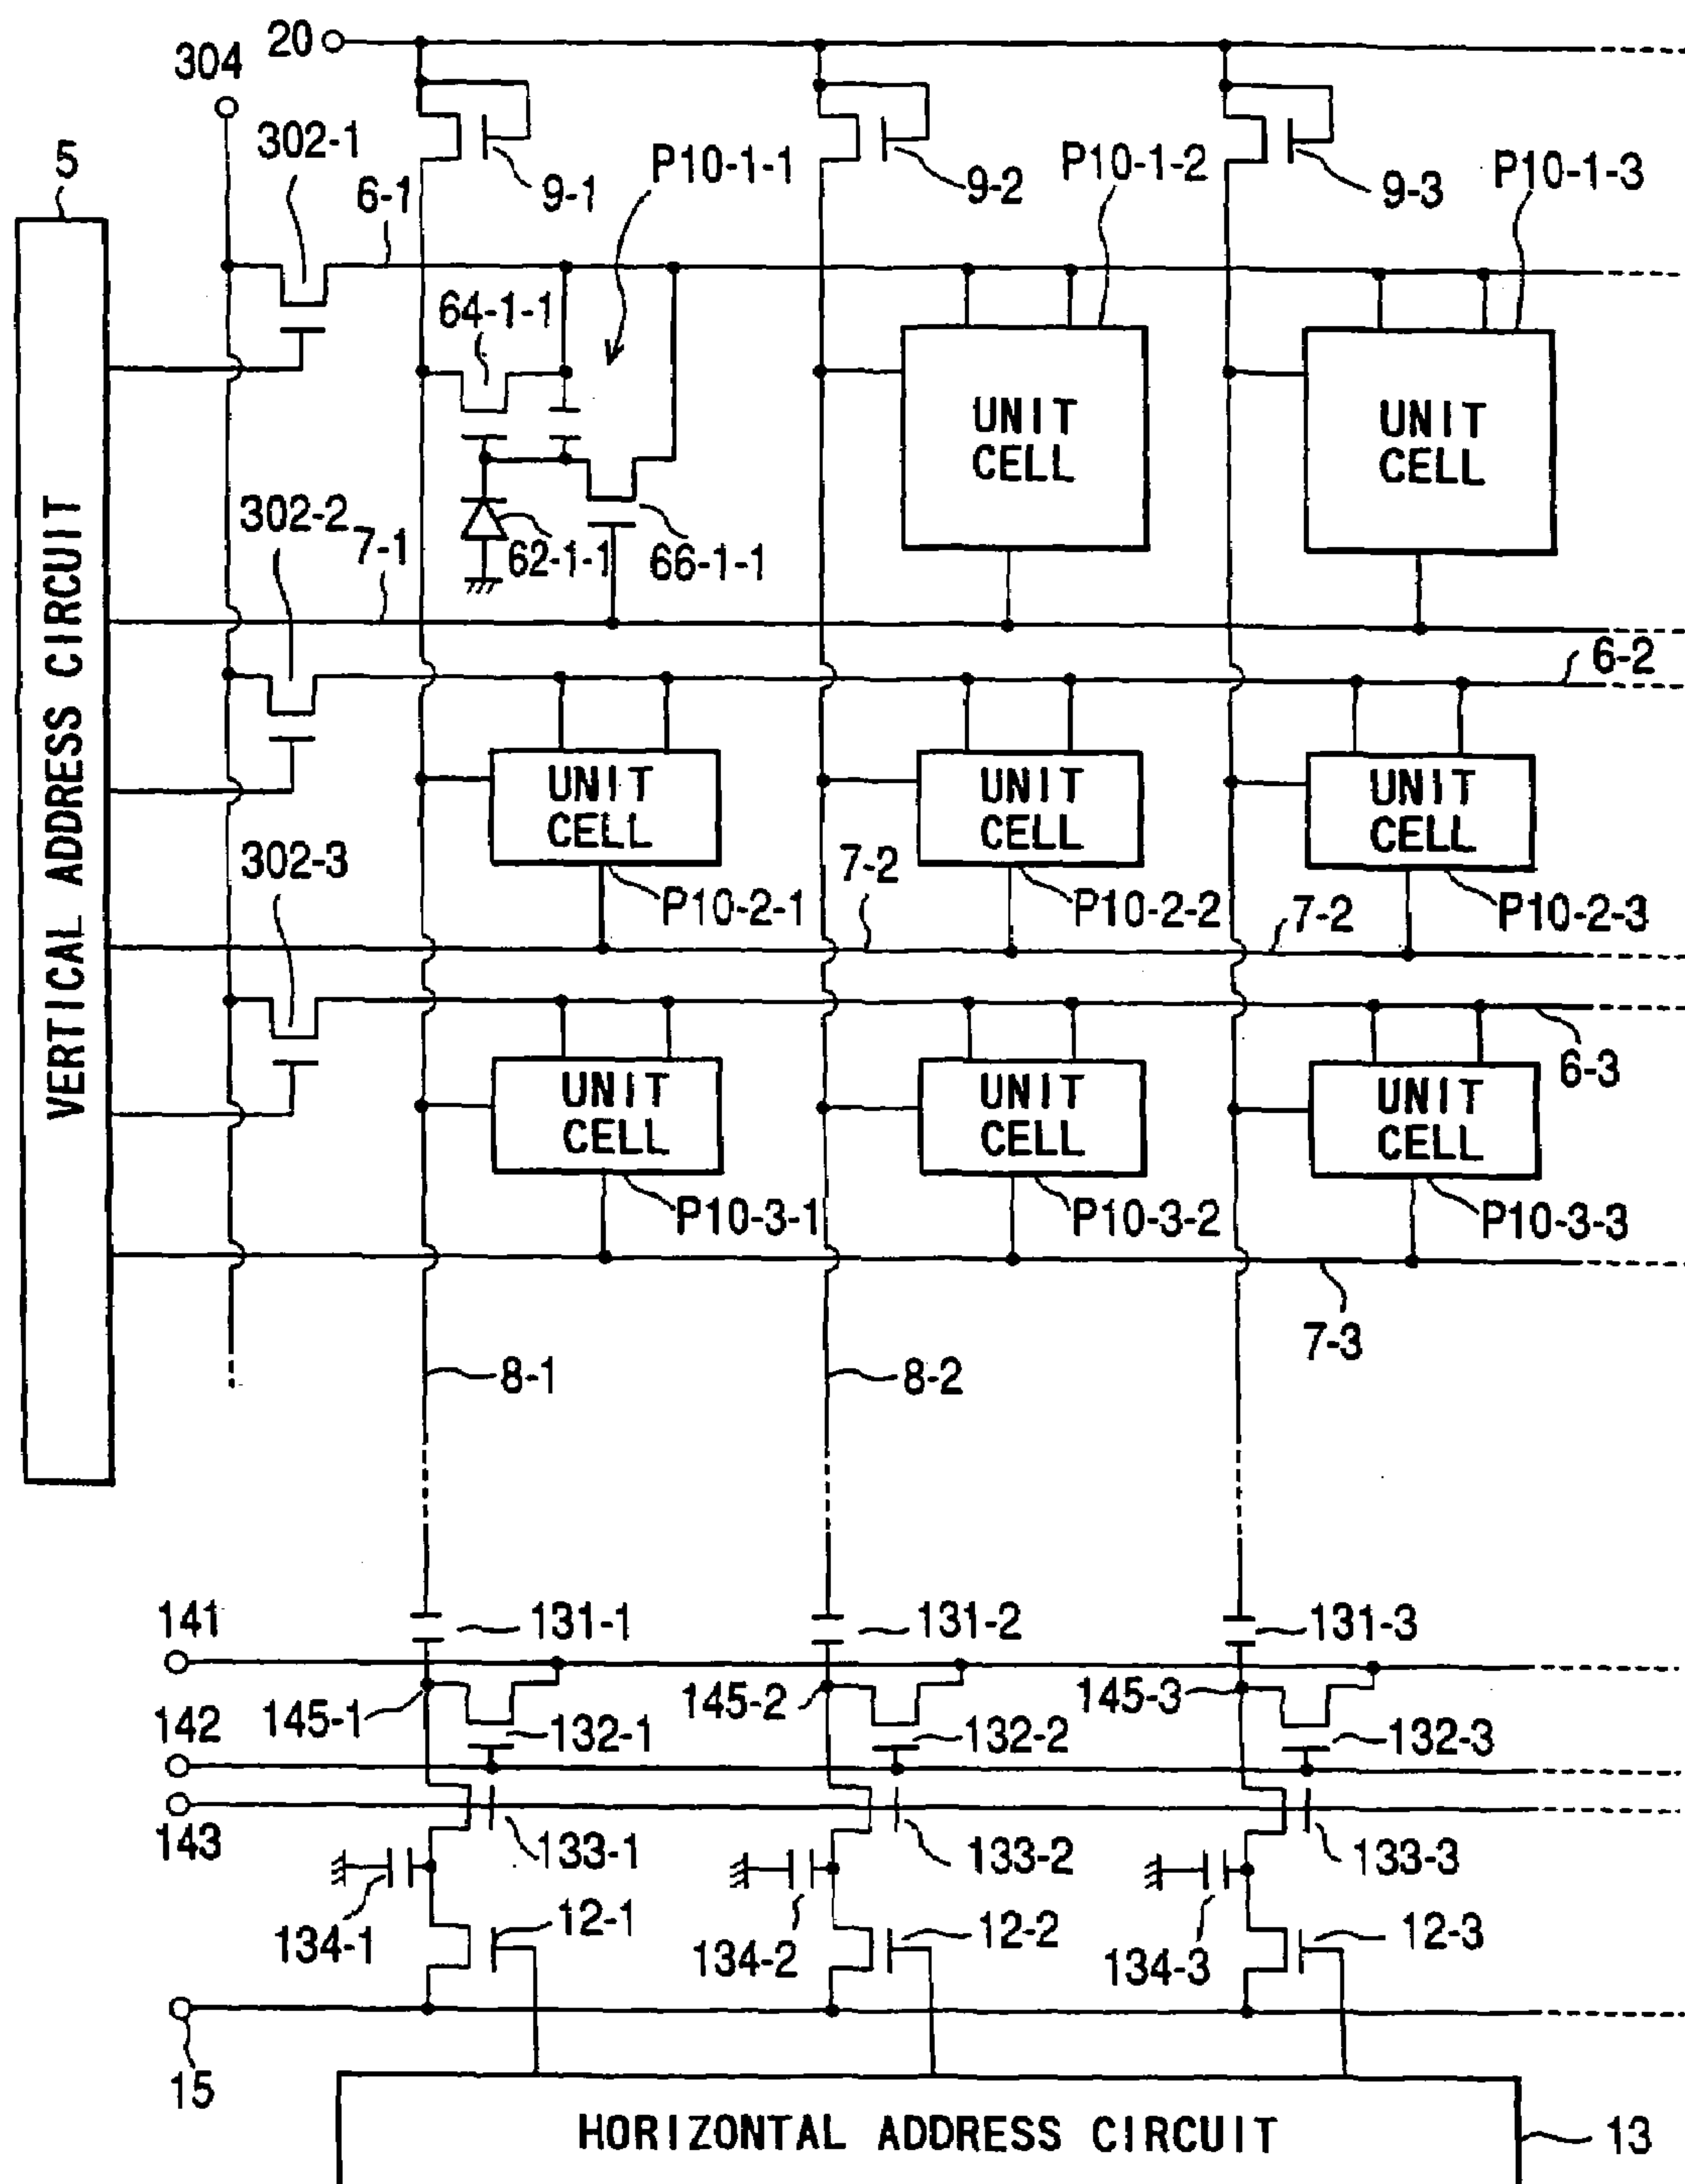 20
304
302-1
5
6-1
9-1
P10-1-1
9-2
P10-1-2
9-3
P10-1-3
64-1-1
UNIT
CELL
UNIT
CELL
302-2
7-1
62-1-1
66-1-1
VERTICAL ADDRESS CIRCUIT
6-2
UNIT
CELL
UNIT
CELL
UNIT
CELL
302-3
P10-2-1
7-2
P10-2-2
7-2
P10-2-3
UNIT
CELL
UNIT
CELL
UNIT
CELL
6-3
P10-3-1
P10-3-2
P10-3-3
7-3
8-1
8-2
141
131-1
131-2
131-3
142
145-1
132-1
145-2
132-2
145-3
132-3
143
133-1
133-2
133-3
134-1
12-1
134-2
12-2
134-3
12-3
15
HORIZONTAL ADDRESS CIRCUIT
13